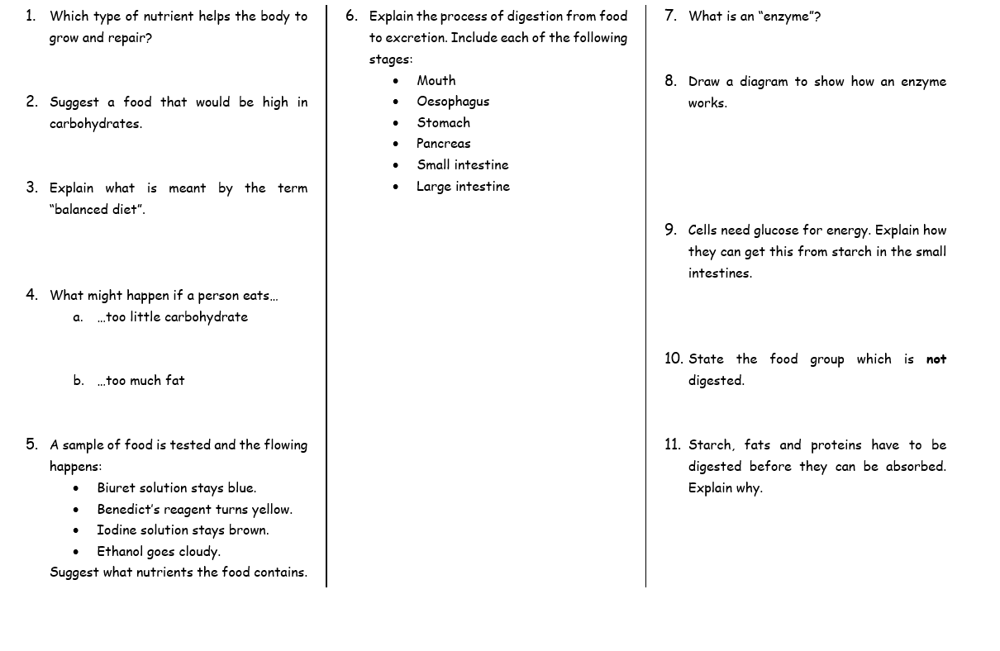 1. Which type of nutrient helps the body to
grow and repair?
2. Suggest a food that would be high in
carbohydrates.
3. Explain what is meant by the term
“balanced diet”.
4. What might happen if a person eats…
a. …too little carbohydrate
b. …too much fat
5. A sample of food is tested and the flowing
happens:
• Biuret solution stays blue.
• Benedict’s reagent turns yellow.
• Iodine solution stays brown.
• Ethanol goes cloudy.
Suggest what nutrients the food contains.
6. Explain the process of digestion from food
to excretion. Include each of the following
stages:
• Mouth
• Oesophagus
• Stomach
• Pancreas
• Small intestine
• Large intestine
7. What is an “enzyme”?
8. Draw a diagram to show how an enzyme
works.
9. Cells need glucose for energy. Explain how
they can get this from starch in the small
intestines.
10. State the food group which is not
digested.
11. Starch, fats and proteins have to be
digested before they can be absorbed.
Explain why.